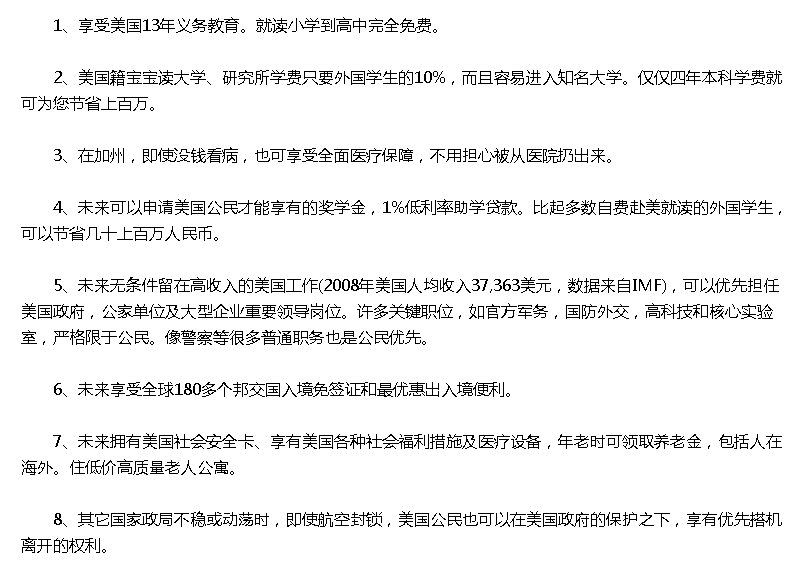 1、享受美国13年义务教育。就读小学到高中完全免费。
2、美国籍宝宝读大学、研究所学费只要外国学生的10%，而且容易进入知名大学。仅仅四年本科学费就
可为您节省上百万。
3、在加州，即使没钱看病，也可享受全面医疗保障，不用担心被从医院扔出来。
4、未来可以申请美国公民才能享有的奖学金，1%低利率助学贷款。比起多数自费赴美就读的外国学生，
可以节省几十上百万人民币。
5、未来无条件留在高收入的美国工作(2008年美国人均收入37,363美元，数据来自IMF)，可以优先担任
美国政府，公家单位及大型企业重要领导岗位。许多关键职位，如官方军务，国防外交，高科技和核心实验
室，严格限于公民。像警察等很多普通职务也是公民优先。
6、未来享受全球180多个邦交国入境免签证和最优惠出入境便利。
7、未来拥有美国社会安全卡、享有美国各种社会福利措施及医疗设备，年老时可领取养老金，包括人在
海外。住低价高质量老人公寓。
8、其它国家政局不稳或动荡时，即使航空封锁，美国公民也可以在美国政府的保护之下，享有优先搭机
离开的权利。